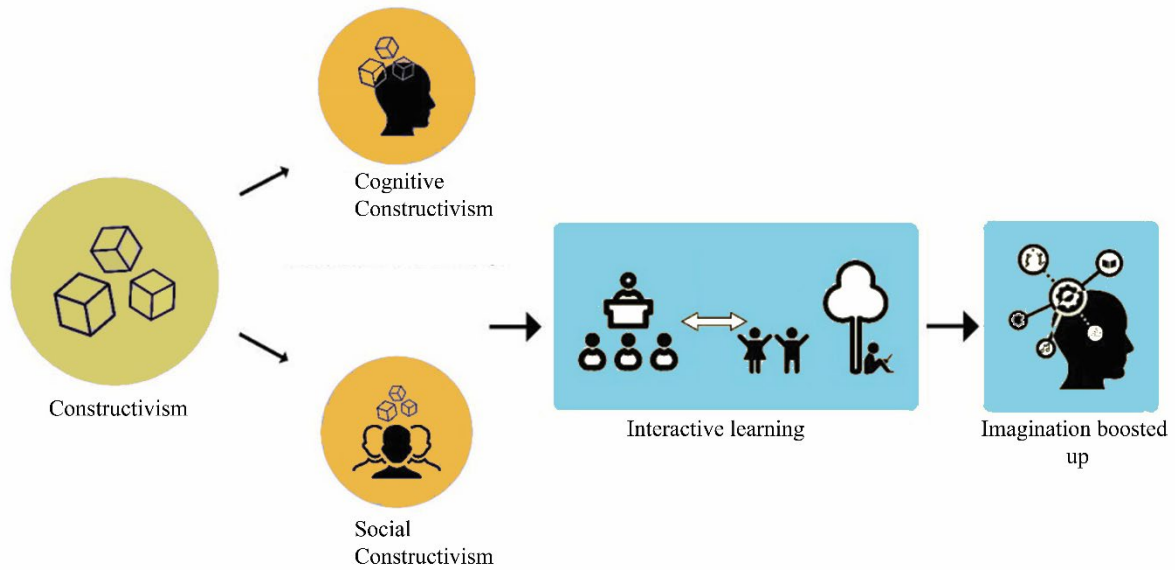 Cognitive
Constructivism
Constructivism
Social
Constructivism
Interactive learning
Imagination boosted
up